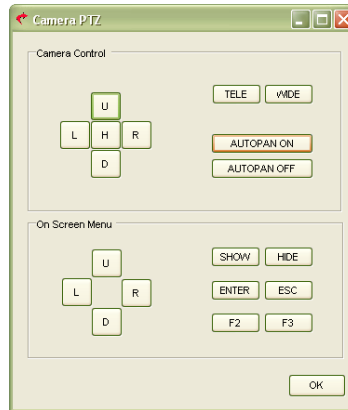 Camera PTZ
Camera Control
U
TELE WIDE
L H R
AUTOPAN ON
D
AUTOPAN OFF
On Screen Menu
U
SHOW HIDE
L R
ENTER ESC
D
F2 F3
OK